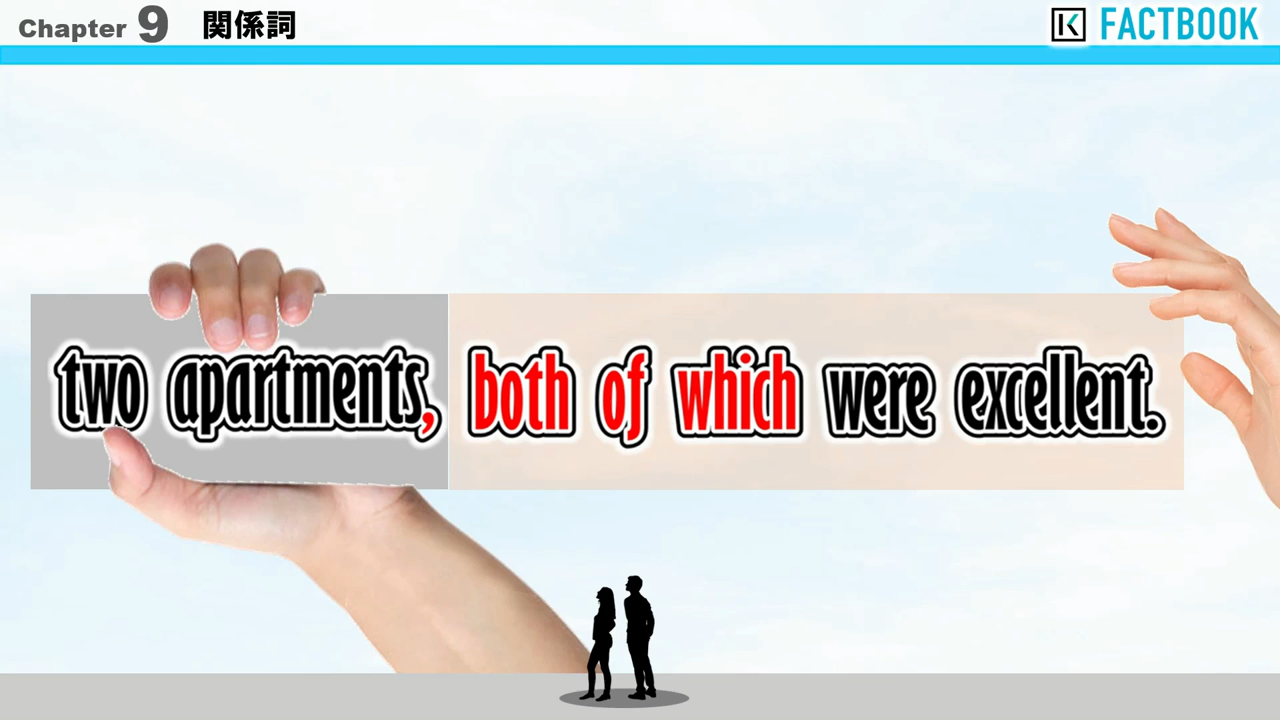 Chapter 9 関係詞
K FACTBOOK
two apartments, both of which were excellent.